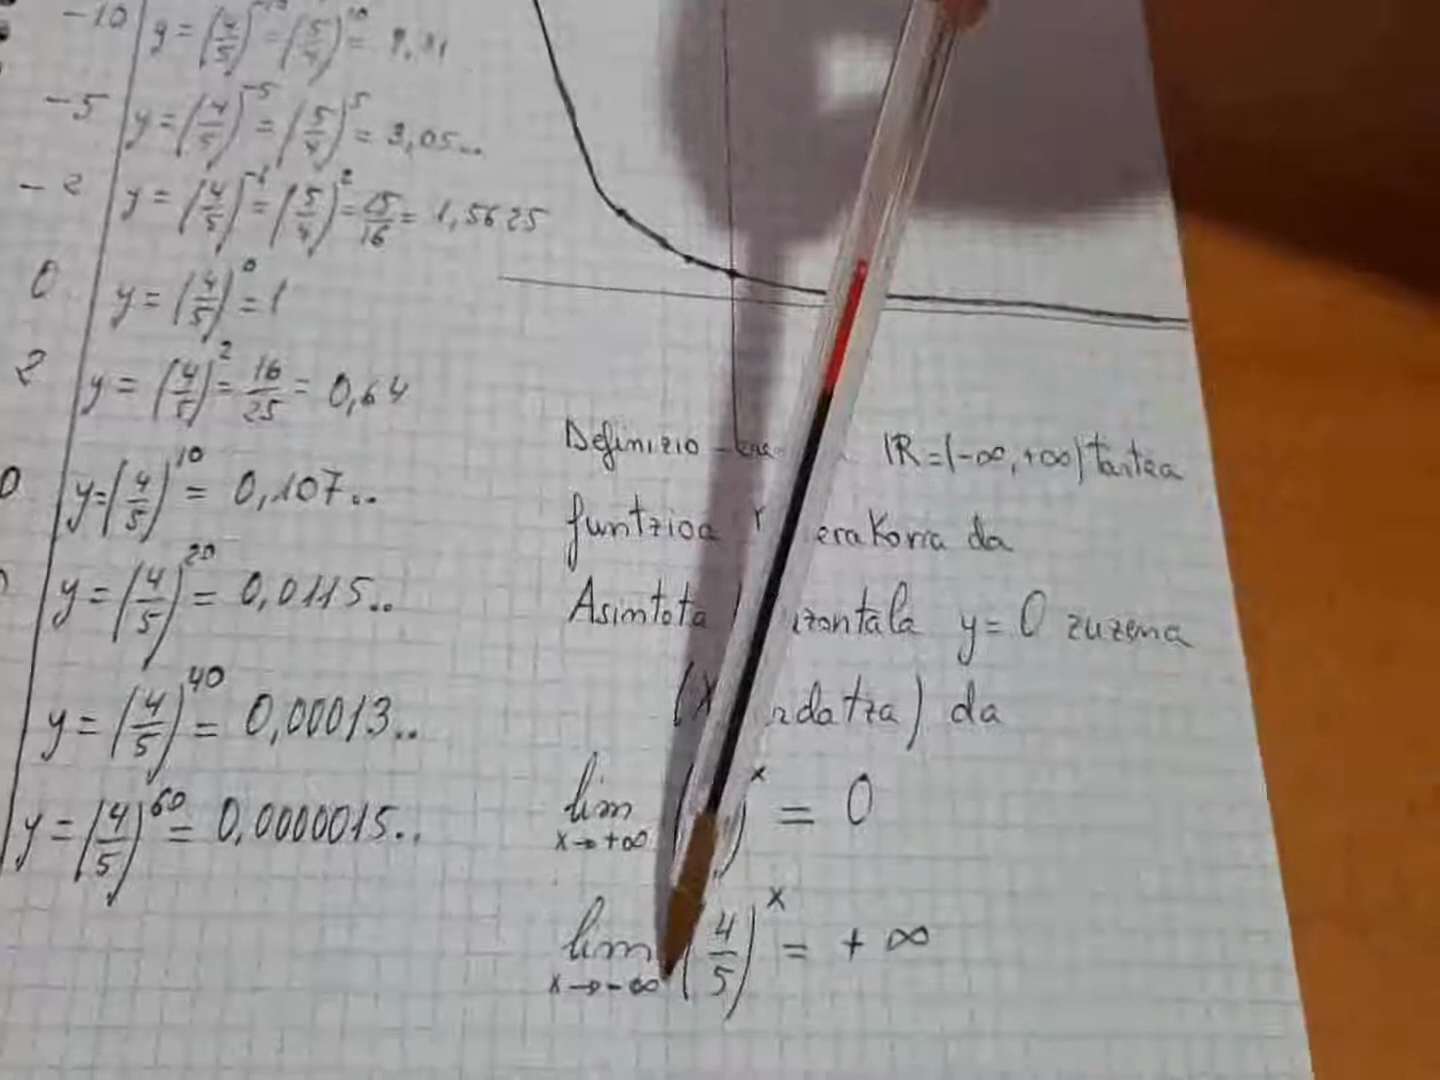 -10 y = (4/5)^-10 = (5/4)^10 = 9,31
-5 y = (4/5)^-5 = (5/4)^5 = 3,05..
-2 y = (4/5)^-2 = (5/4)^2 = 25/16 = 1,5625
0 y = (4/5)^0 = 1
2 y = (4/5)^2 = 16/25 = 0,64
0 y = (4/5)^10 = 0,107..
y = (4/5)^20 = 0,0115..
y = (4/5)^40 = 0,00013..
y = (4/5)^60 = 0,0000015..
Definizio - IR = (-∞, +∞) tartea
funtzioa erakorra da
Asintota izontala y = 0 zuzena
(X rdatza) da
lim x→+∞ ( )^x = 0
lim x→-∞ (4/5)^x = +∞